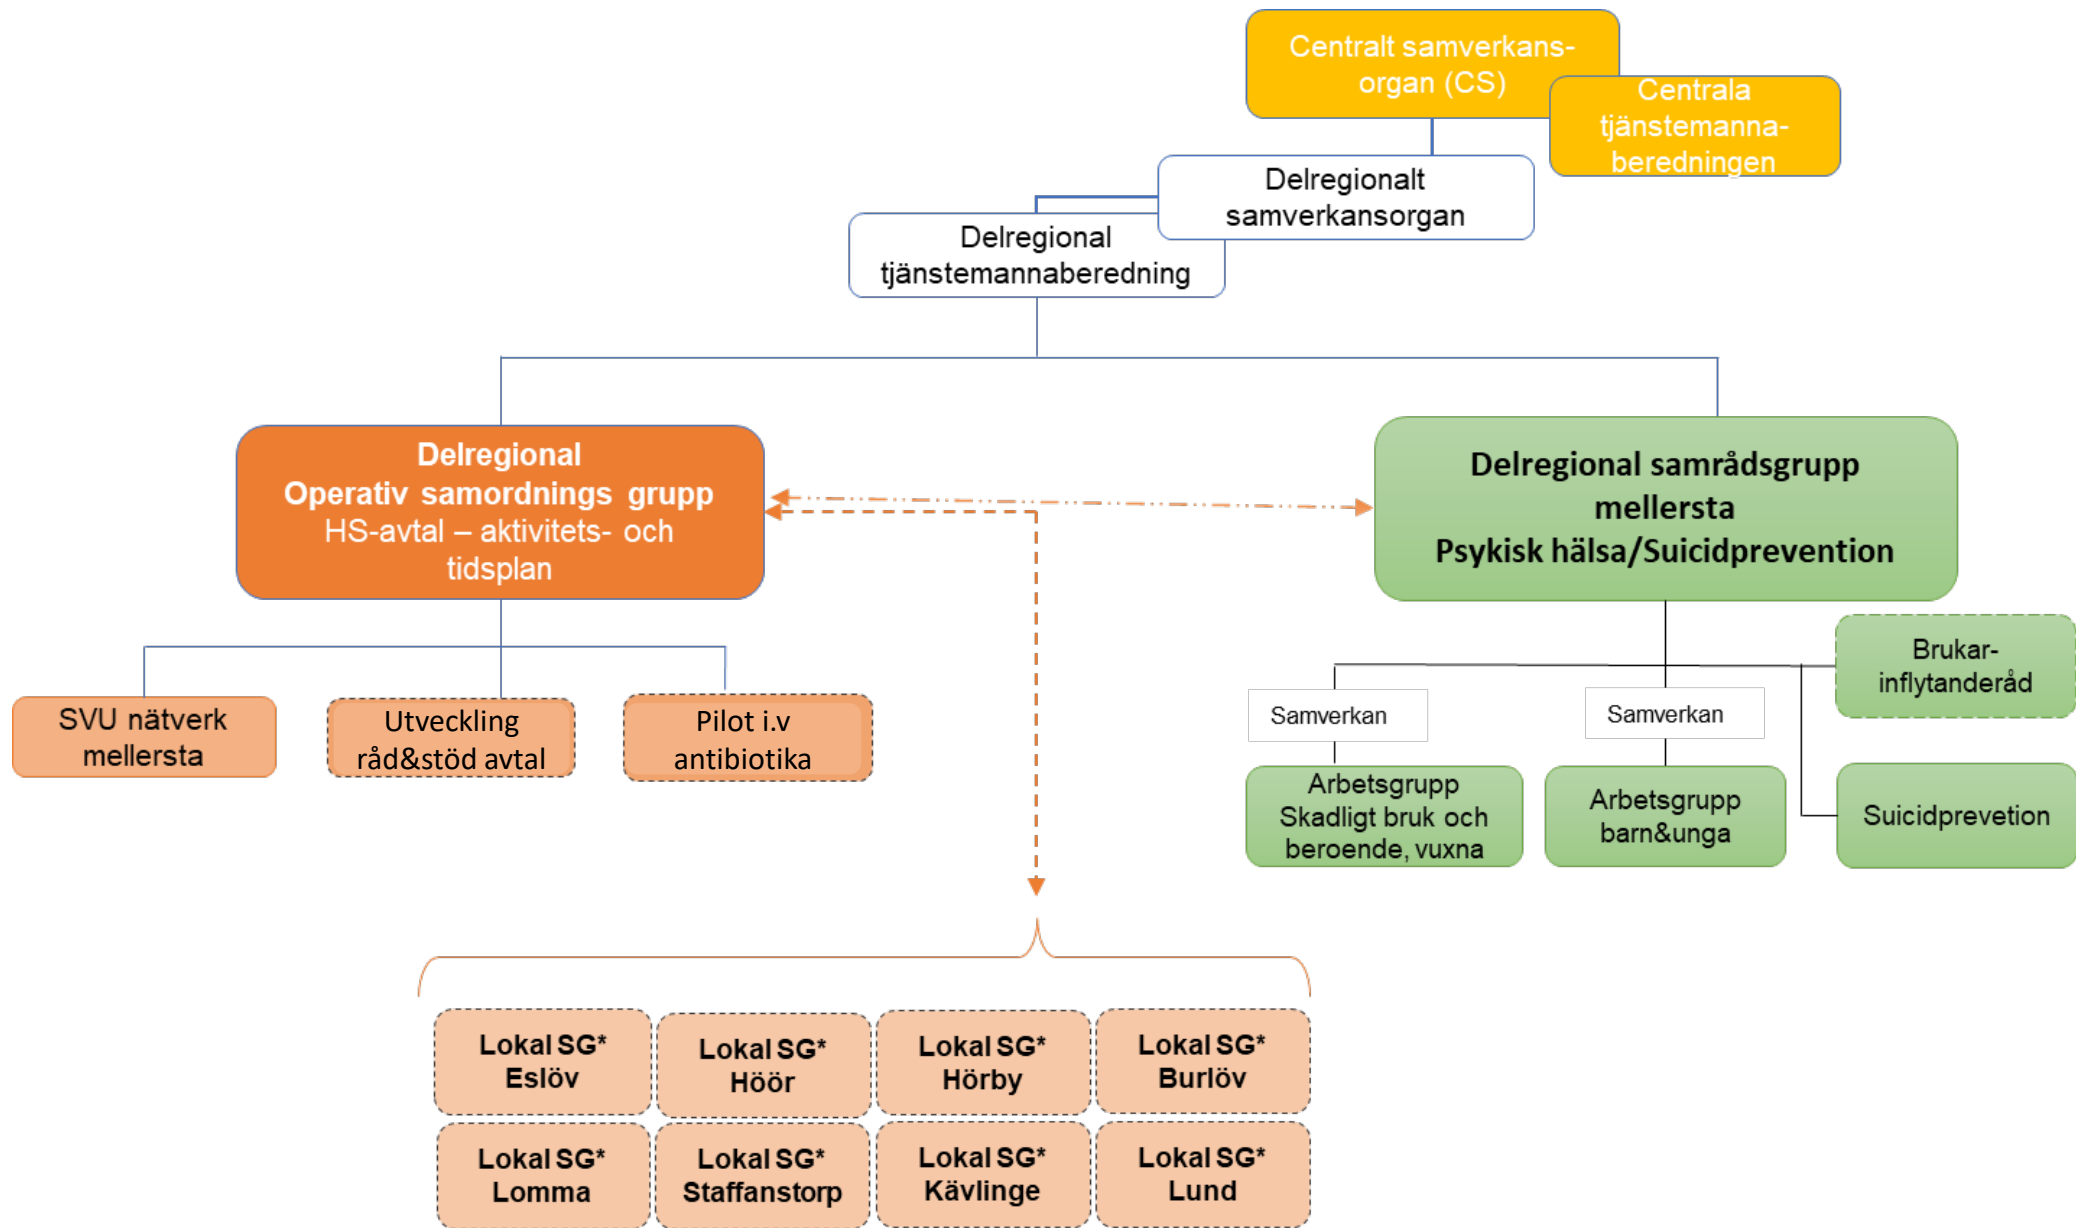 Centralt samverkans-
organ (CS)
Centrala
tjänstemanna-
beredningen
Delregionalt
samverkansorgan
Delregional
tjänstemannaberedning
Delregional
Operativ samordnings grupp
HS-avtal – aktivitets- och
tidsplan
Delregional samrådsgrupp
mellersta
Psykisk hälsa/Suicidprevention
SVU nätverk
mellersta
Utveckling
råd&stöd avtal
Pilot i.v
antibiotika
Brukar-
inflytanderåd
Samverkan
Samverkan
Arbetsgrupp
Skadligt bruk och
beroende, vuxna
Arbetsgrupp
barn&unga
Suicidprevetion
Lokal SG*
Eslöv
Lokal SG*
Höör
Lokal SG*
Hörby
Lokal SG*
Burlöv
Lokal SG*
Lomma
Lokal SG*
Staffanstorp
Lokal SG*
Kävlinge
Lokal SG*
Lund